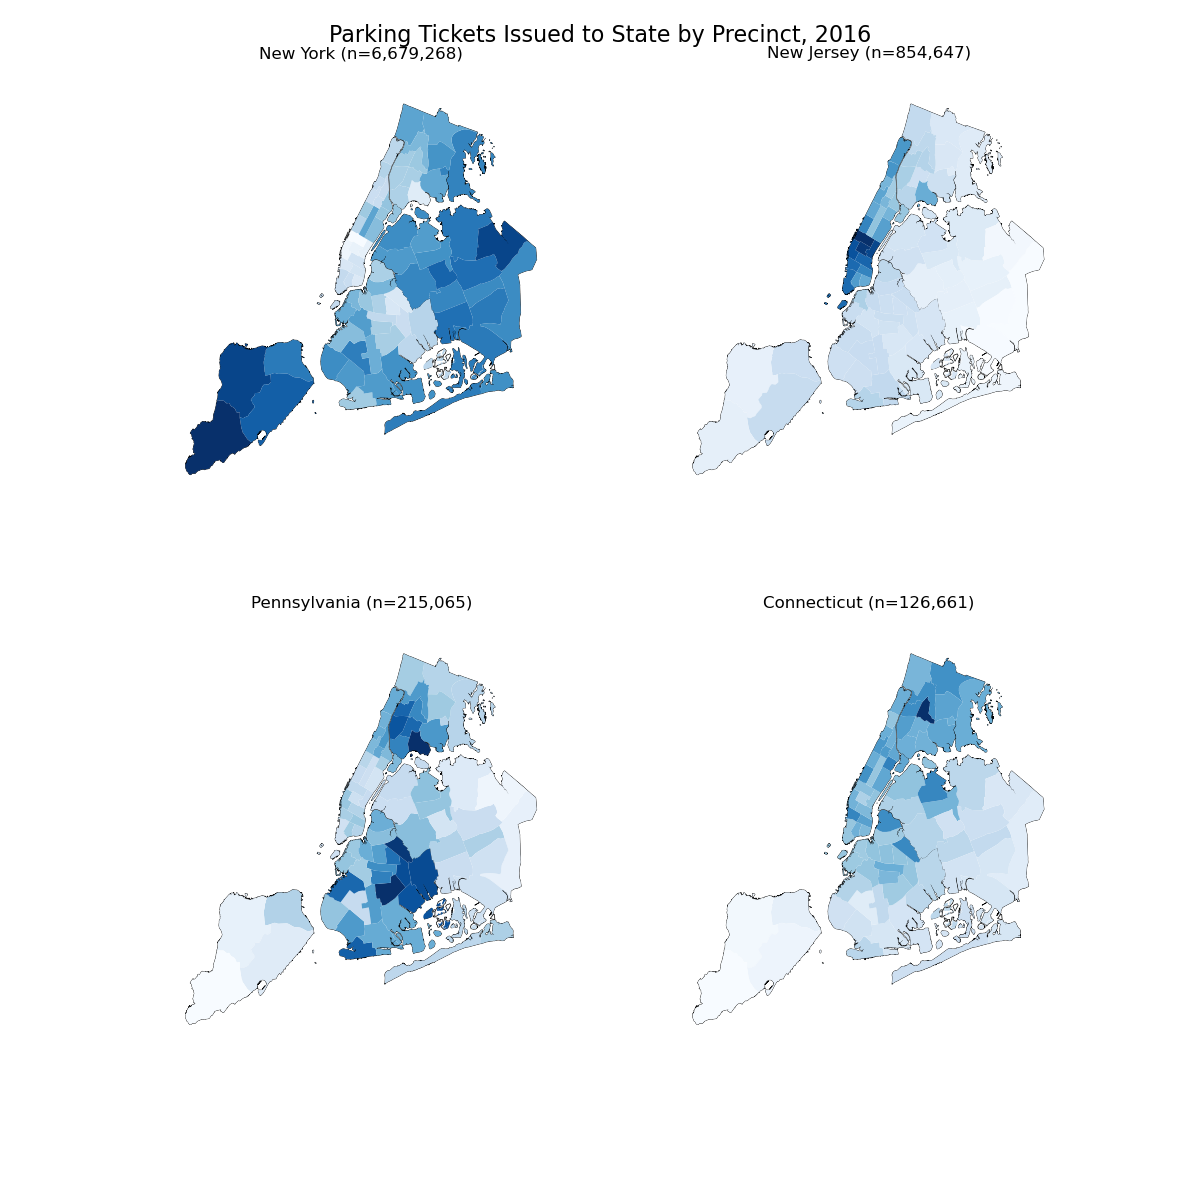 Parking Tickets Issued to State by Precinct, 2016
New York (n=6,679,268)
New Jersey (n=854,647)
Pennsylvania (n=215,065)
Connecticut (n=126,661)